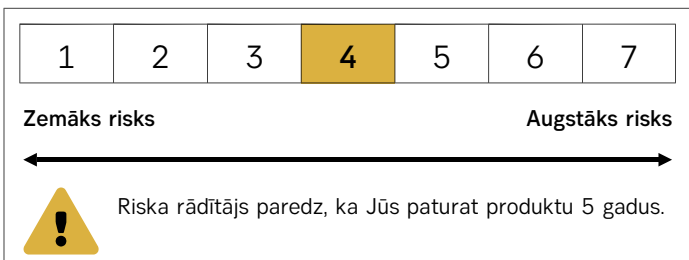 1 2 3 4 5 6 7
Zemāks risks Augstāks risks
Riska rādītājs paredz, ka Jūs paturat produktu 5 gadus.